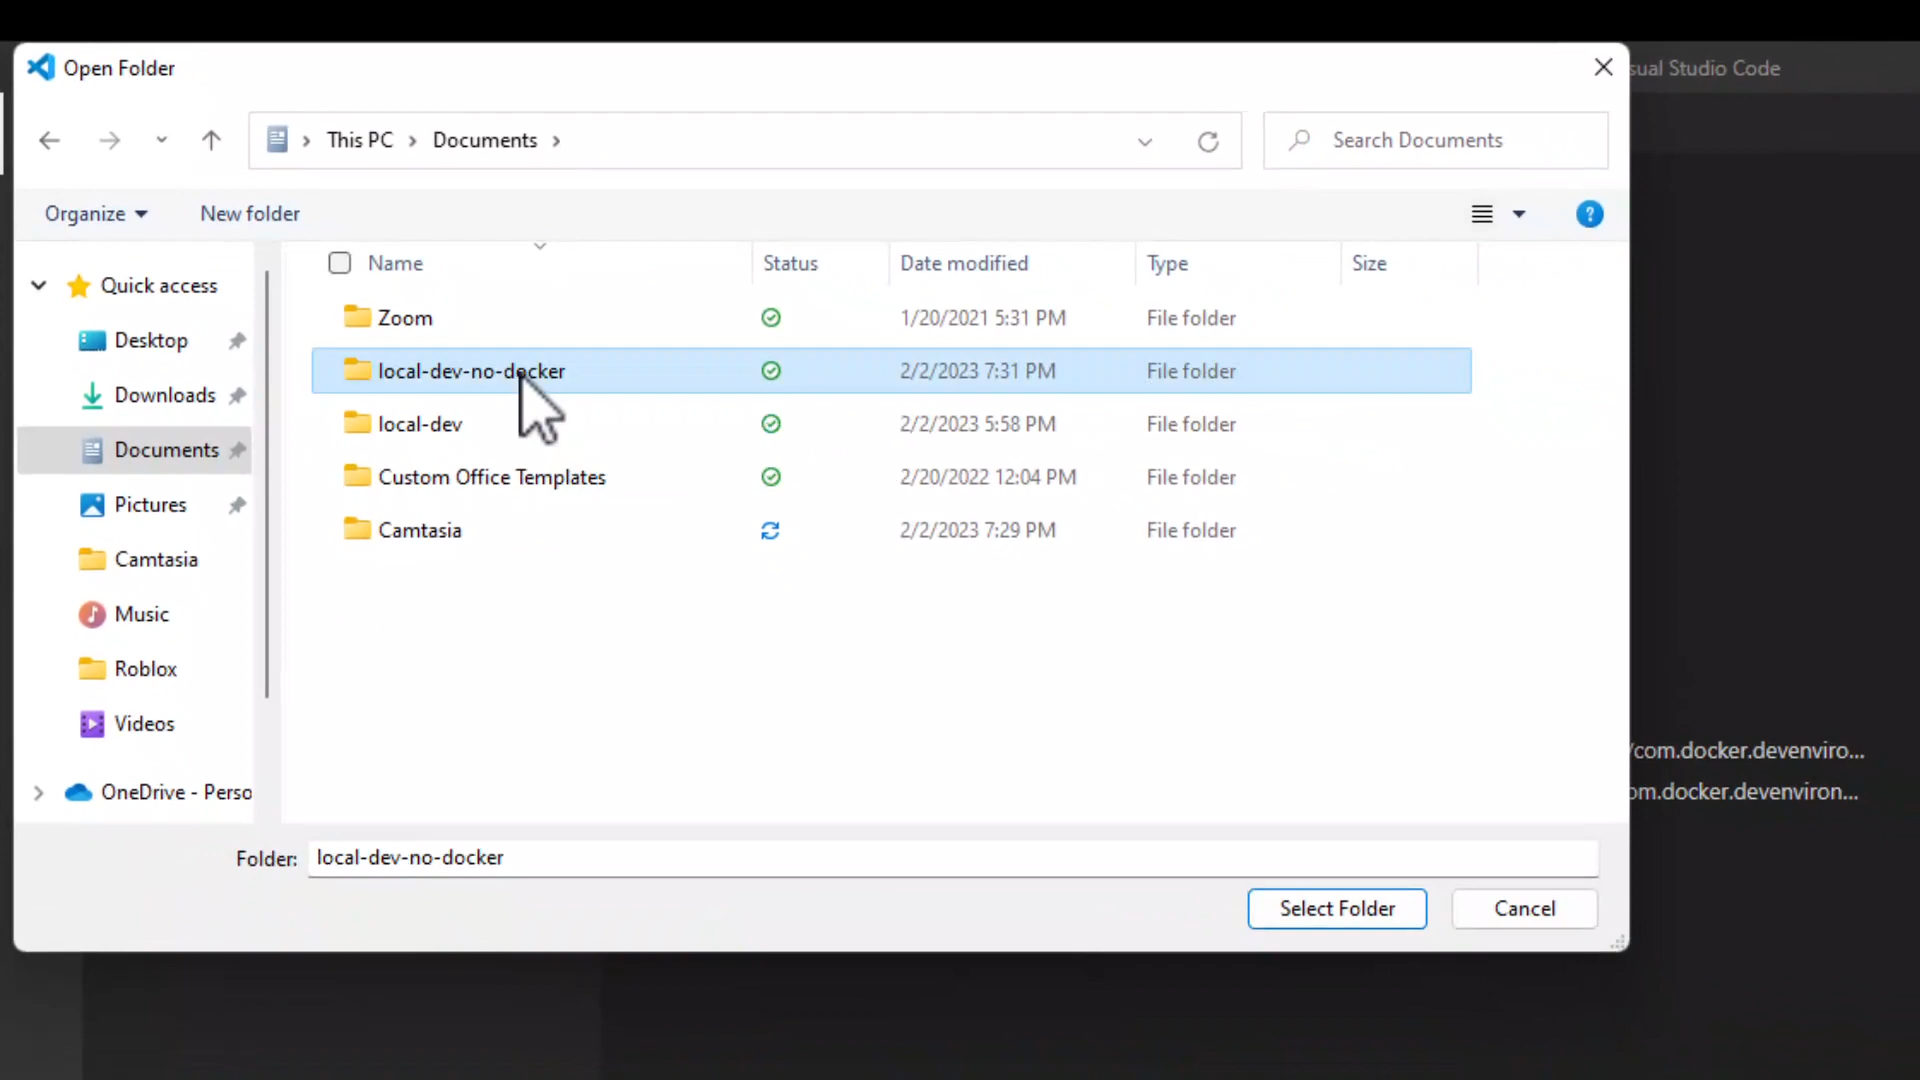 Open Folder
sual Studio Code
This PC
Documents
Search Documents
Organize
New folder
?
Name
Status
Date modified
Type
Size
Quick access
Desktop
Downloads
Documents
Pictures
Camtasia
Music
Roblox
Videos
OneDrive - Perso
Zoom 1/20/2021 5:31 PM File folder
local-dev-no-docker 2/2/2023 7:31 PM File folder
local-dev 2/2/2023 5:58 PM File folder
Custom Office Templates 2/20/2022 12:04 PM File folder
Camtasia 2/2/2023 7:29 PM File folder
/com.docker.devenviro...
om.docker.devenviron...
Folder: local-dev-no-docker
Select Folder
Cancel